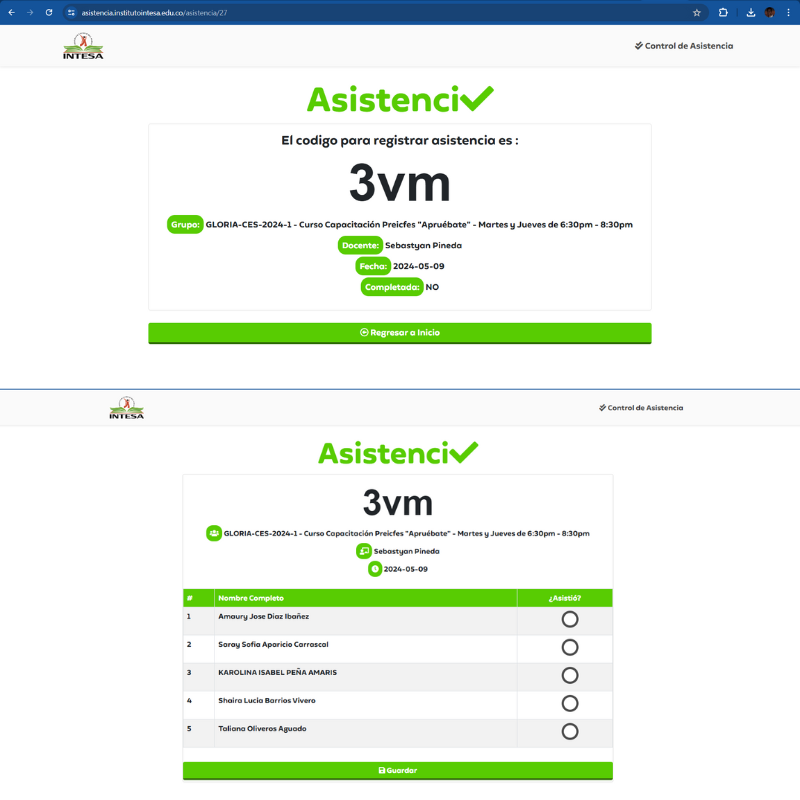 asistencia.institutointesa.edu.co/asistencia/27
INTESA
Control de Asistencia
Asistenci
El codigo para registrar asistencia es :
3vm
Grupo: GLORIA-CES-2024-1 - Curso Capacitación Preicfes "Apruébate" - Martes y Jueves de 6:30pm - 8:30pm
Docente: Sebastyan Pineda
Fecha: 2024-05-09
Completada: NO
Regresar a Inicio
INTESA
Control de Asistencia
Asistenci
3vm
GLORIA-CES-2024-1 - Curso Capacitación Preicfes "Apruébate" - Martes y Jueves de 6:30pm - 8:30pm
Sebastyan Pineda
2024-05-09
# Nombre Completo ¿Asistió?
1 Amaury Jose Diaz Ibañez
2 Saray Sofia Aparicio Carrascal
3 KAROLINA ISABEL PEÑA AMARIS
4 Shaira Lucia Barrios Vivero
5 Taliana Oliveros Aguado
Guardar